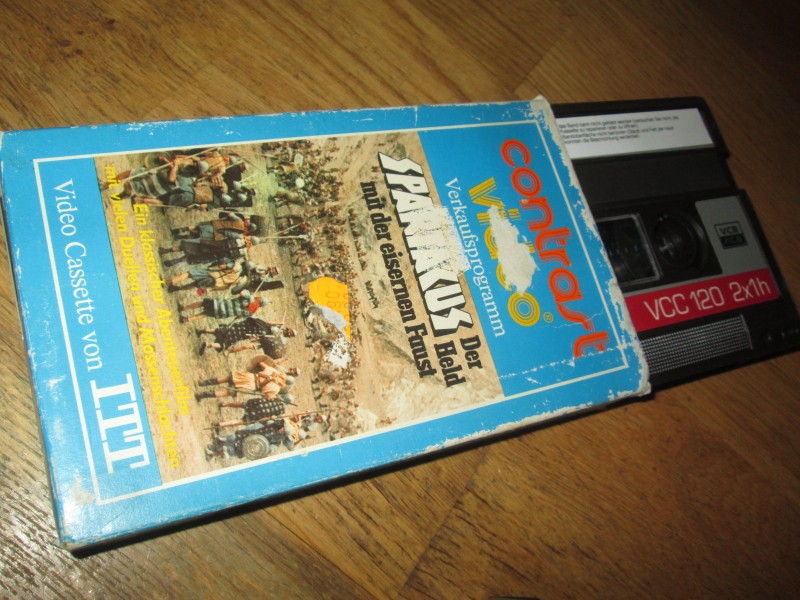 contrast
Video®
Verkaufsprogramm
SPARTAKUS Der
Held
mit der eisernen Faust
Ein klassischer Abenteuerfilm
mit vielen Duellen und Massenschlachten
Video Cassette von ITT
VCC 120 2x1h
VCR